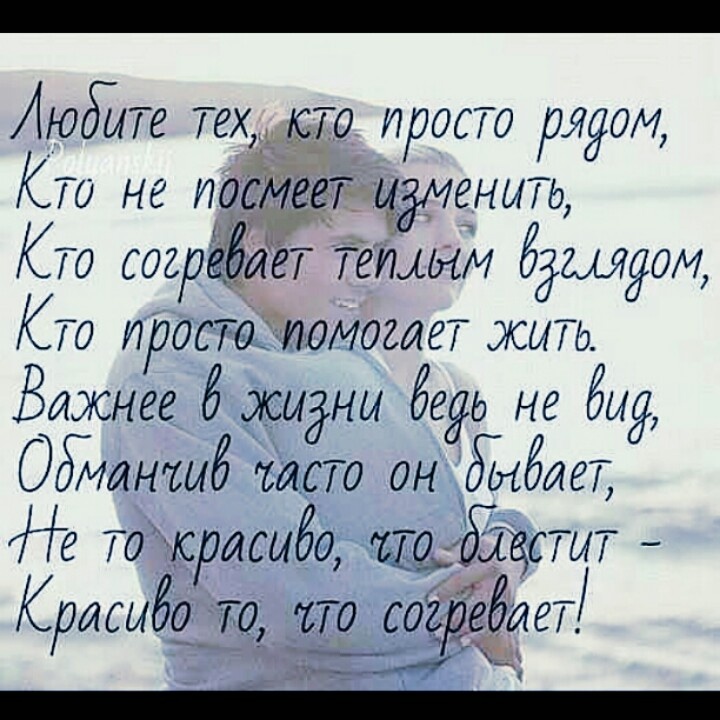 Любите тех, кто просто рядом,
Кто не посмеет изменить,
Кто согревает теплым взглядом,
Кто просто помогает жить.
Важнее в жизни ведь не вид,
Обманчив часто он бывает,
Не то красиво, что блестит -
Красиво то, что согревает!